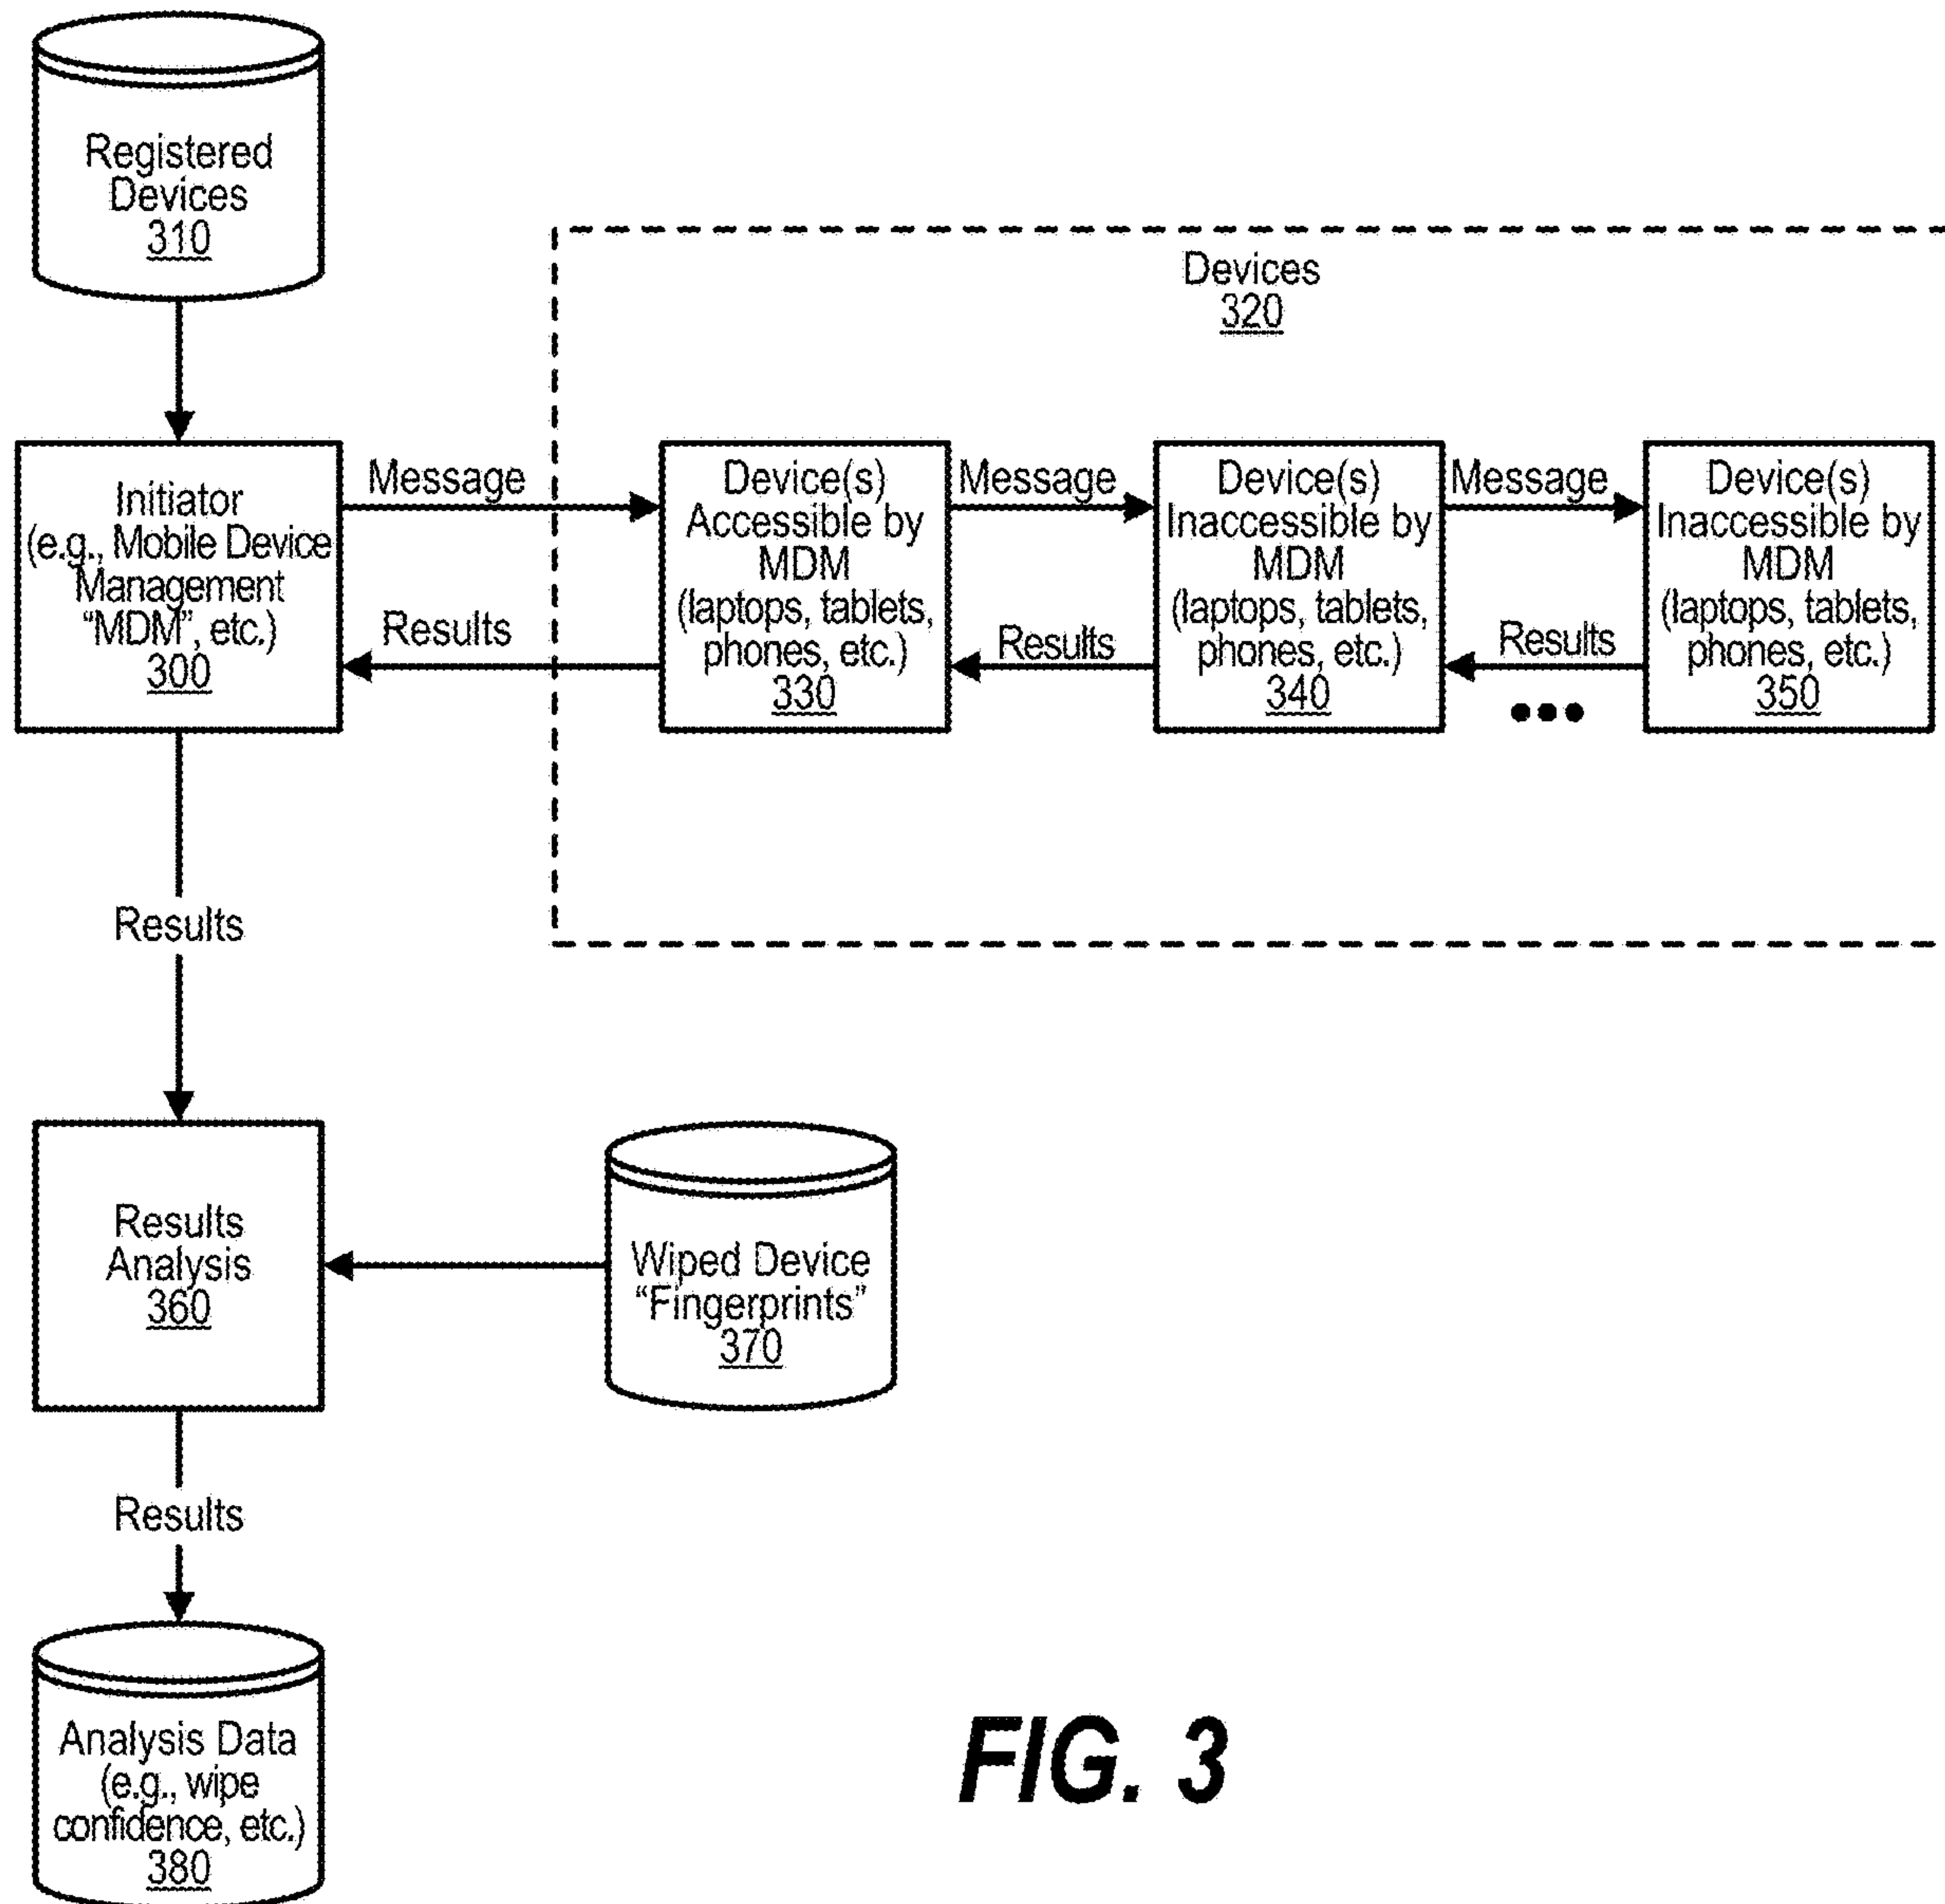 Registered
Devices
310
Devices
320
Initiator
(e.g., Mobile Device
Management
“MDM”, etc.)
300
Message
Results
Device(s)
Accessible by
MDM
(laptops, tablets,
phones, etc.)
330
Message
Results
Device(s)
Inaccessible by
MDM
(laptops, tablets,
phones, etc.)
340
Message
Results
•••
Device(s)
Inaccessible by
MDM
(laptops, tablets,
phones, etc.)
350
Results
Results
Analysis
360
Wiped Device
“Fingerprints”
370
Results
Analysis Data
(e.g., wipe
confidence, etc.)
380
FIG. 3